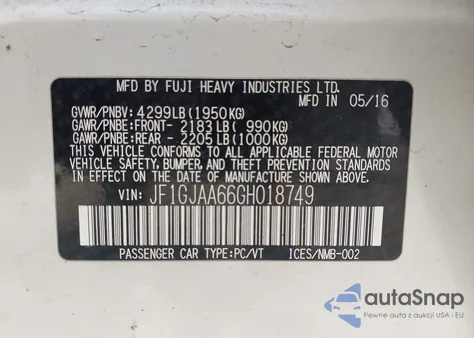 MFD BY FUJI HEAVY INDUSTRIES LTD.
MFD IN 05/16
GVWR/PNBV: 4299LB (1950KG)
GAWR/PNBE:FRONT- 2183LB( 990KG)
GAWR/PNBE:REAR - 2205LB(1000KG)
THIS VEHICLE CONFORMS TO ALL APPLICABLE FEDERAL MOTOR
VEHICLE SAFETY, BUMPER,AND THEFT PREVENTION STANDARDS
IN EFFECT ON THE DATE OF MANUFACTURE SHOWN ABOVE.
VIN: JF1GJAA66GH018749
PASSENGER CAR TYPE:PC/VT ICES/NMB-002
autoSnap
Pewne auta z aukcji USA i EU